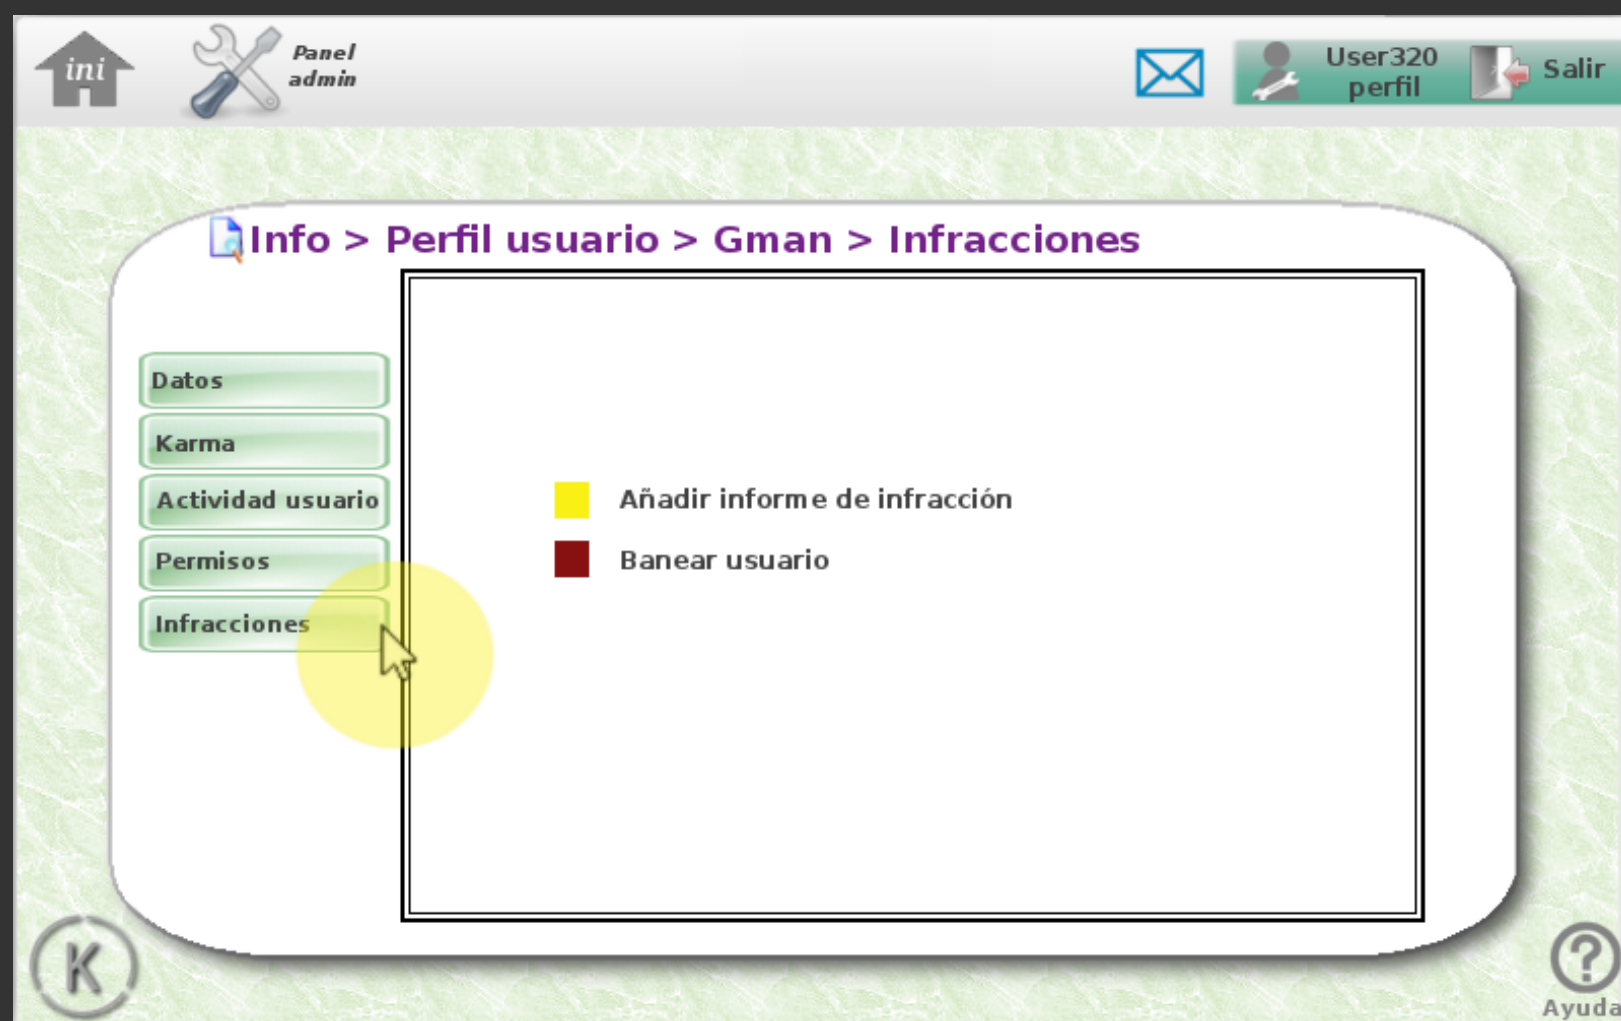 ini
Panel
admin
User320
perfil
Salir
Info > Perfil usuario > Gman > Infracciones
Datos
Karma
Actividad usuario
Permisos
Infracciones
Añadir informe de infracción
Banear usuario
K
?
Ayuda